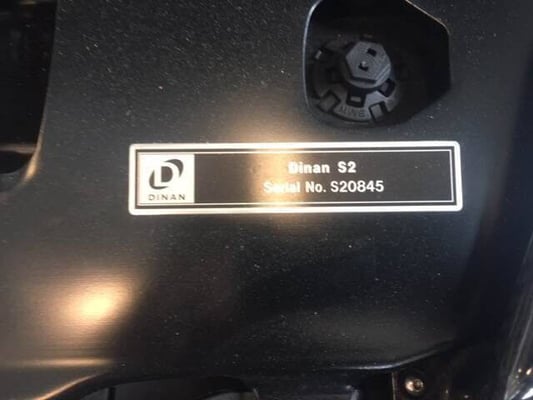 Dinan S2
Serial No. S20845
DINAN